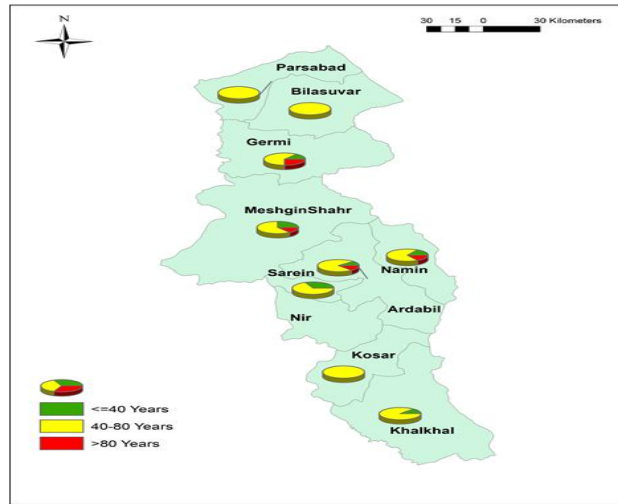 N
30 15 0 30 Kilometers
Parsabad
Bilasuvar
Germi
MeshginShahr
Sarein
Namin
Ardabil
Nir
Kosar
Khalkhal
<=40 Years
40-80 Years
>80 Years